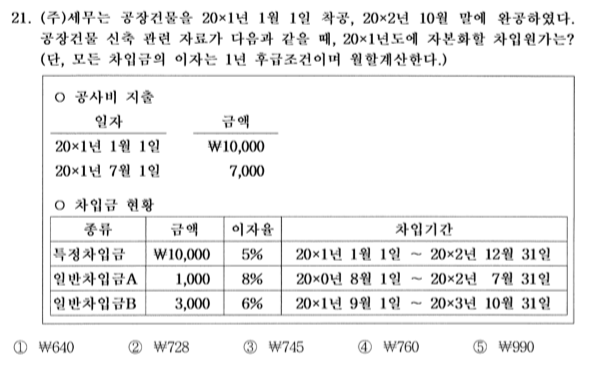 21. (주)세무는 공장건물을 20×1년 1월 1일 착공, 20×2년 10월 말에 완공하였다.
공장건물 신축 관련 자료가 다음과 같을 때, 20×1년도에 자본화할 차입원가는?
(단, 모든 차입금의 이자는 1년 후급조건이며 월할계산한다.)
○ 공사비 지출
일자 금액
20×1년 1월 1일 ₩10,000
20×1년 7월 1일 7,000
○ 차입금 현황
종류 금액 이자율 차입기간
특정차입금 ₩10,000 5% 20×1년 1월 1일 ~ 20×2년 12월 31일
일반차입금A 1,000 8% 20×0년 8월 1일 ~ 20×2년 7월 31일
일반차입금B 3,000 6% 20×1년 9월 1일 ~ 20×3년 10월 31일
① ₩640 ② ₩728 ③ ₩745 ④ ₩760 ⑤ ₩990